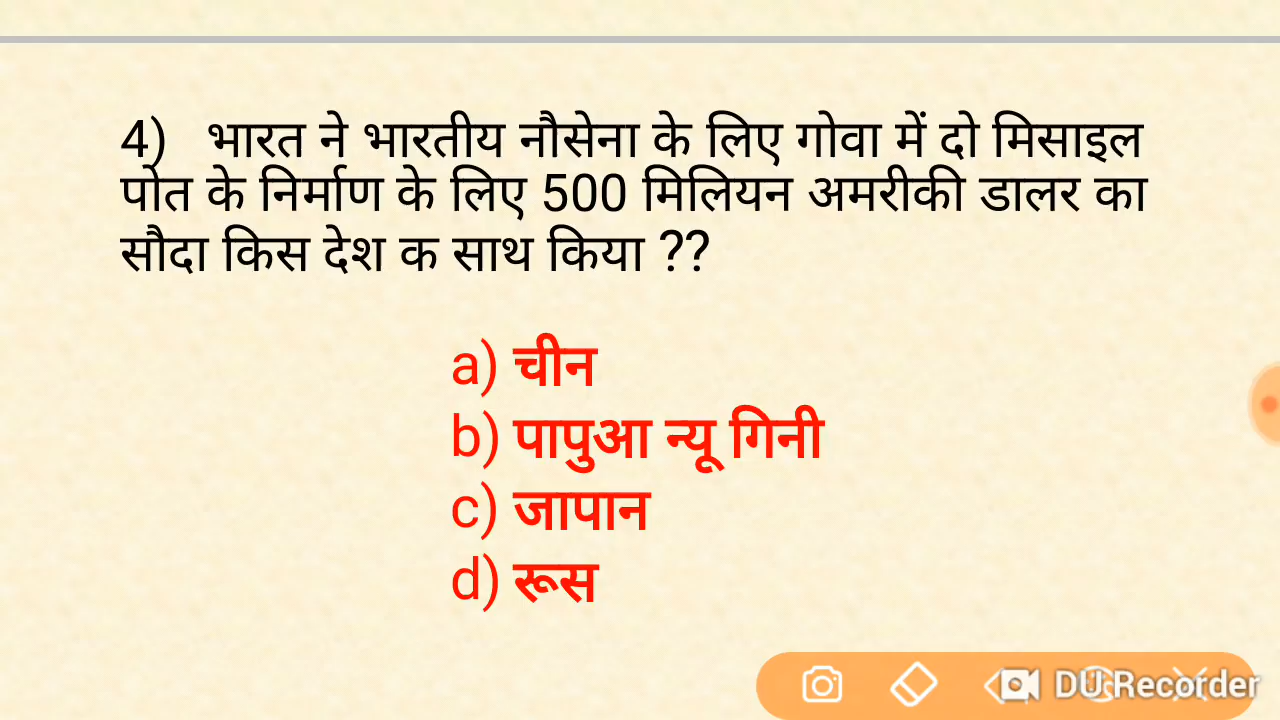 4) भारत ने भारतीय नौसेना के लिए गोवा में दो मिसाइल
पोत के निर्माण के लिए 500 मिलियन अमरीकी डालर का
सौदा किस देश क साथ किया ??
a) चीन
b) पापुआ न्यू गिनी
c) जापान
d) रूस
DU Recorder